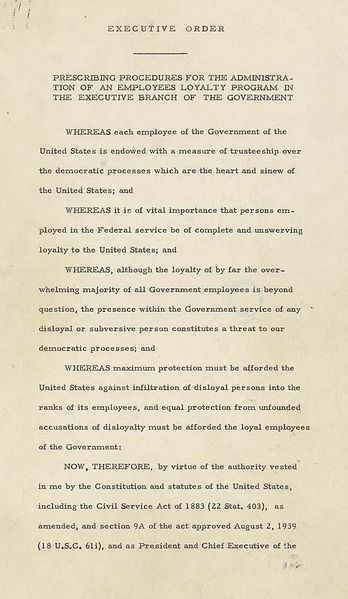 EXECUTIVE ORDER
PRESCRIBING PROCEDURES FOR THE ADMINISTRA-
TION OF AN EMPLOYEES LOYALTY PROGRAM IN
THE EXECUTIVE BRANCH OF THE GOVERNMENT
WHEREAS each employee of the Government of the
United States is endowed with a measure of trusteeship over
the democratic processes which are the heart and sinew of
the United States; and
WHEREAS it is of vital importance that persons em-
ployed in the Federal service be of complete and unswerving
loyalty to the United States; and
WHEREAS, although the loyalty of by far the over-
whelming majority of all Government employees is beyond
question, the presence within the Government service of any
disloyal or subversive person constitutes a threat to our
democratic processes; and
WHEREAS maximum protection must be afforded the
United States against infiltration of disloyal persons into the
ranks of its employees, and equal protection from unfounded
accusations of disloyalty must be afforded the loyal employees
of the Government:
NOW, THEREFORE, by virtue of the authority vested
in me by the Constitution and statutes of the United States,
including the Civil Service Act of 1883 (22 Stat. 403), as
amended, and section 9A of the act approved August 2, 1939
(18 U.S.C. 61i), and as President and Chief Executive of the